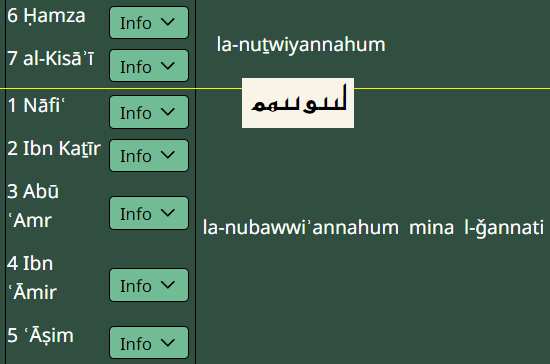 6 Ḥamza Info
7 al-Kisāʾī Info
la-nuṯwiyannahum
لٮٮوٮٮهم
1 Nāfiʿ Info
2 Ibn Kaṯīr Info
3 Abū
ʿAmr Info
4 Ibn
ʿĀmir Info
5 ʿĀṣim Info
la-nubawwiʾannahum mina l-ǧannati